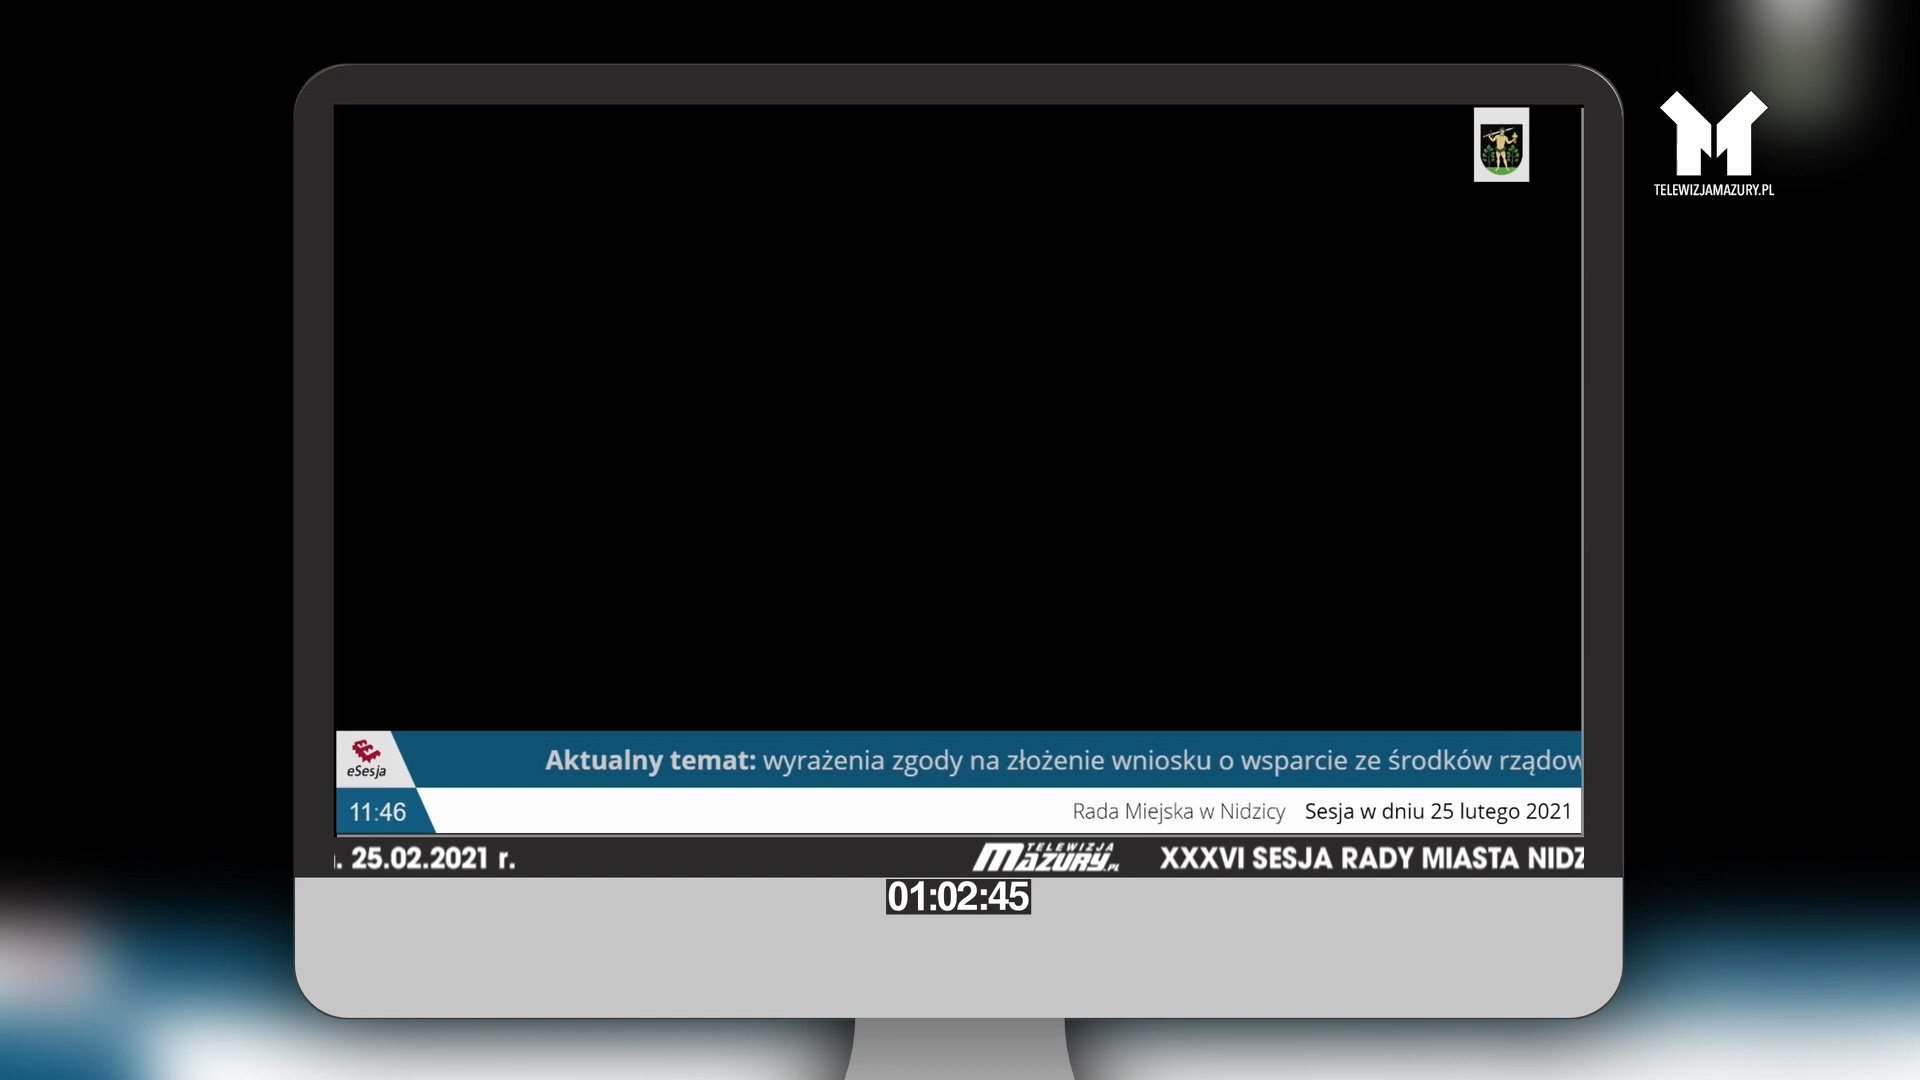 TELEWIZJAMAZURY.PL
eSesja
Aktualny temat: wyrażenia zgody na złożenie wniosku o wsparcie ze środków rządow
11:46
Rada Miejska w Nidzicy Sesja w dniu 25 lutego 2021
. 25.02.2021 r. TELEWIZJA MAZURY.PL XXXVI SESJA RADY MIASTA NIDZ
01:02:45